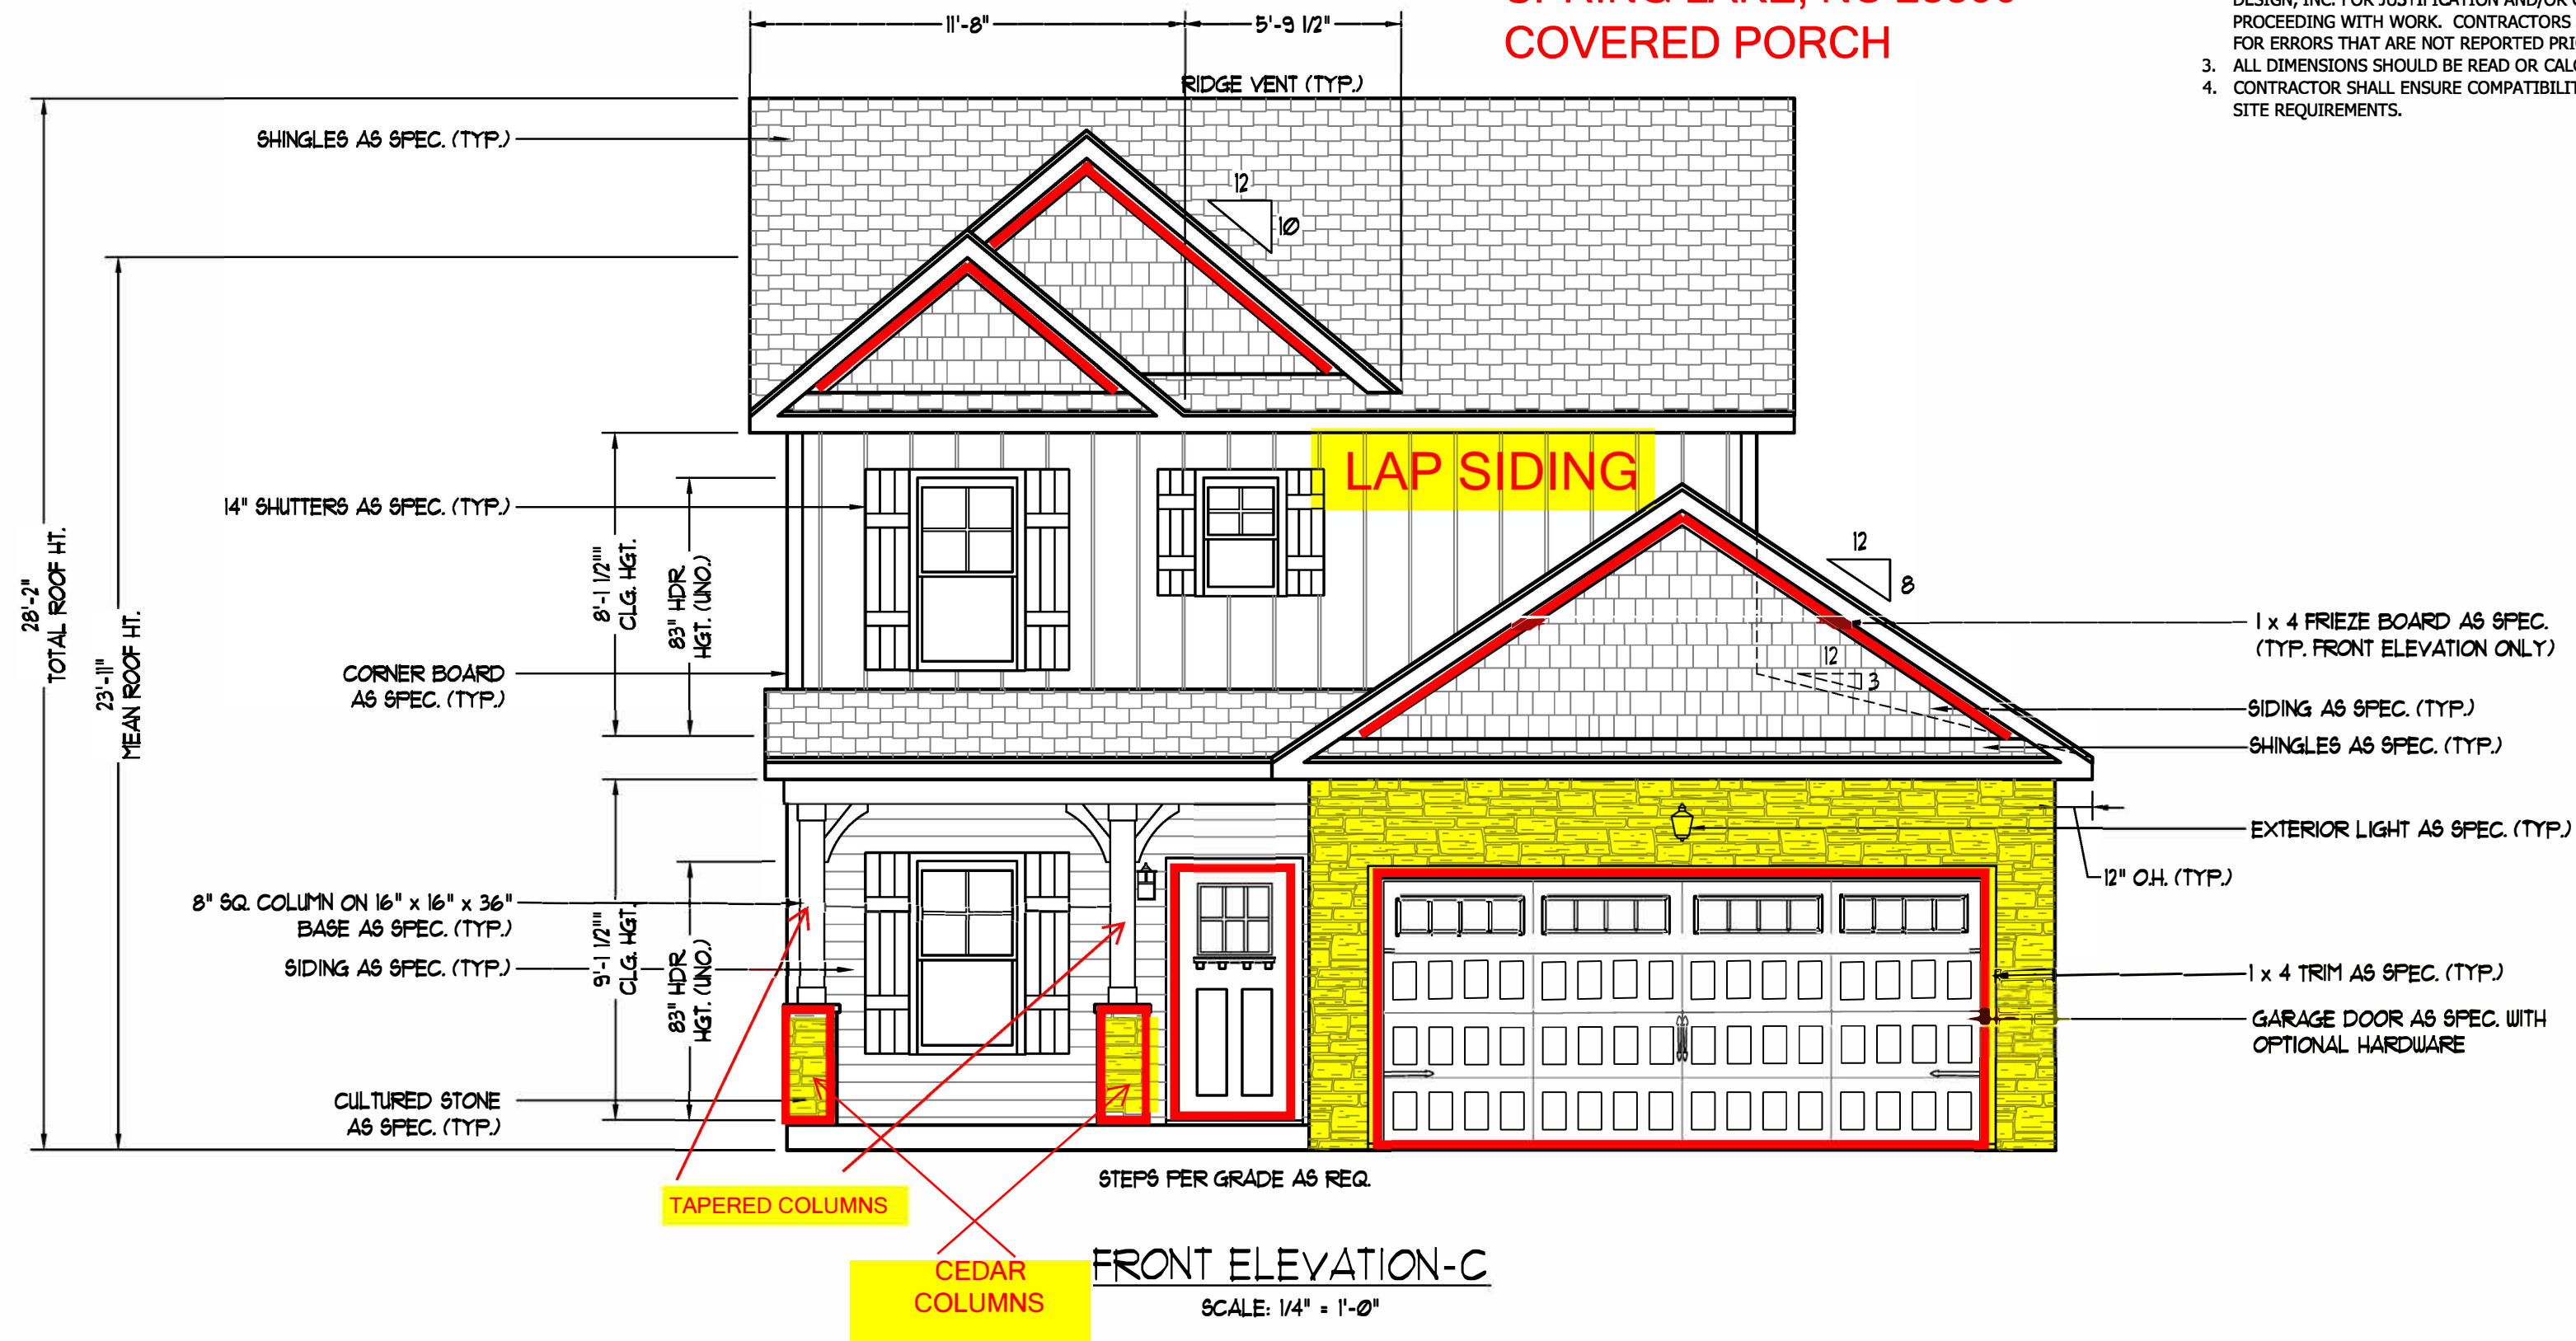 11'-8"
5'-9 1/2"
COVERED PORCH
PROCEEDING WITH WORK. CONTRACTORS
FOR ERRORS THAT ARE NOT REPORTED
3. ALL DIMENSIONS SHOULD BE READ OR
4. CONTRACTOR SHALL ENSURE
SITE REQUIREMENTS.
RIDGE VENT (TYP.)
SHINGLES AS SPEC. (TYP.)
12
10
LAP SIDING
14" SHUTTERS AS SPEC. (TYP.)
28'-2"
TOTAL ROOF HT.
23'-11"
MEAN ROOF HT.
8'-1 1/2""
CLG. HGT.
83" HDR.
HGT. (UNO.)
12
8
1 x 4 FRIEZE BOARD AS SPEC.
(TYP. FRONT ELEVATION ONLY)
12
3
CORNER BOARD
AS SPEC. (TYP.)
SIDING AS SPEC. (TYP.)
SHINGLES AS SPEC. (TYP.)
EXTERIOR LIGHT AS SPEC. (TYP.)
12" O.H. (TYP.)
8" SQ. COLUMN ON 16" x 16" x 36"
BASE AS SPEC. (TYP.)
SIDING AS SPEC. (TYP.)
9'-1 1/2""
CLG. HGT.
83" HDR.
HGT. (UNO.)
1 x 4 TRIM AS SPEC. (TYP.)
GARAGE DOOR AS SPEC. WITH
OPTIONAL HARDWARE
CULTURED STONE
AS SPEC. (TYP.)
STEPS PER GRADE AS REQ.
TAPERED COLUMNS
CEDAR
COLUMNS
FRONT ELEVATION-C
SCALE: 1/4" = 1'-0"